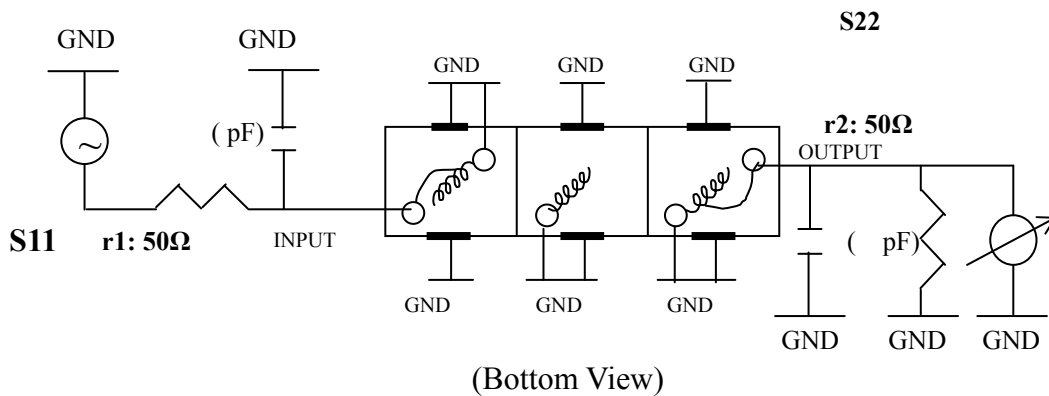 S22
GND
GND
GND
GND
GND
( pF)
r2: 50Ω
OUTPUT
S11
r1: 50Ω
INPUT
( pF)
GND
GND
GND
GND
GND
GND
(Bottom View)